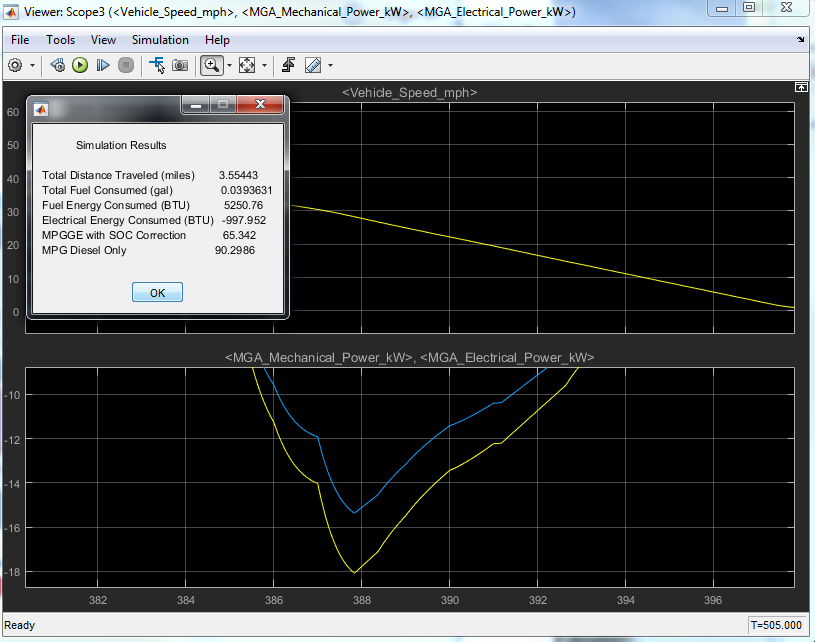 Viewer: Scope3 (<Vehicle_Speed_mph>, <MGA_Mechanical_Power_kW>, <MGA_Electrical_Power_kW>)
File Tools View Simulation Help
<Vehicle_Speed_mph>
60
50
40
30
20
10
0
Simulation Results
Total Distance Traveled (miles) 3.55443
Total Fuel Consumed (gal) 0.0393631
Fuel Energy Consumed (BTU) 5250.76
Electrical Energy Consumed (BTU) -997.952
MPGGE with SOC Correction 65.342
MPG Diesel Only 90.2986
OK
<MGA_Mechanical_Power_kW>, <MGA_Electrical_Power_kW>
-10
-12
-14
-16
-18
382 384 386 388 390 392 394 396
Ready T=505.000